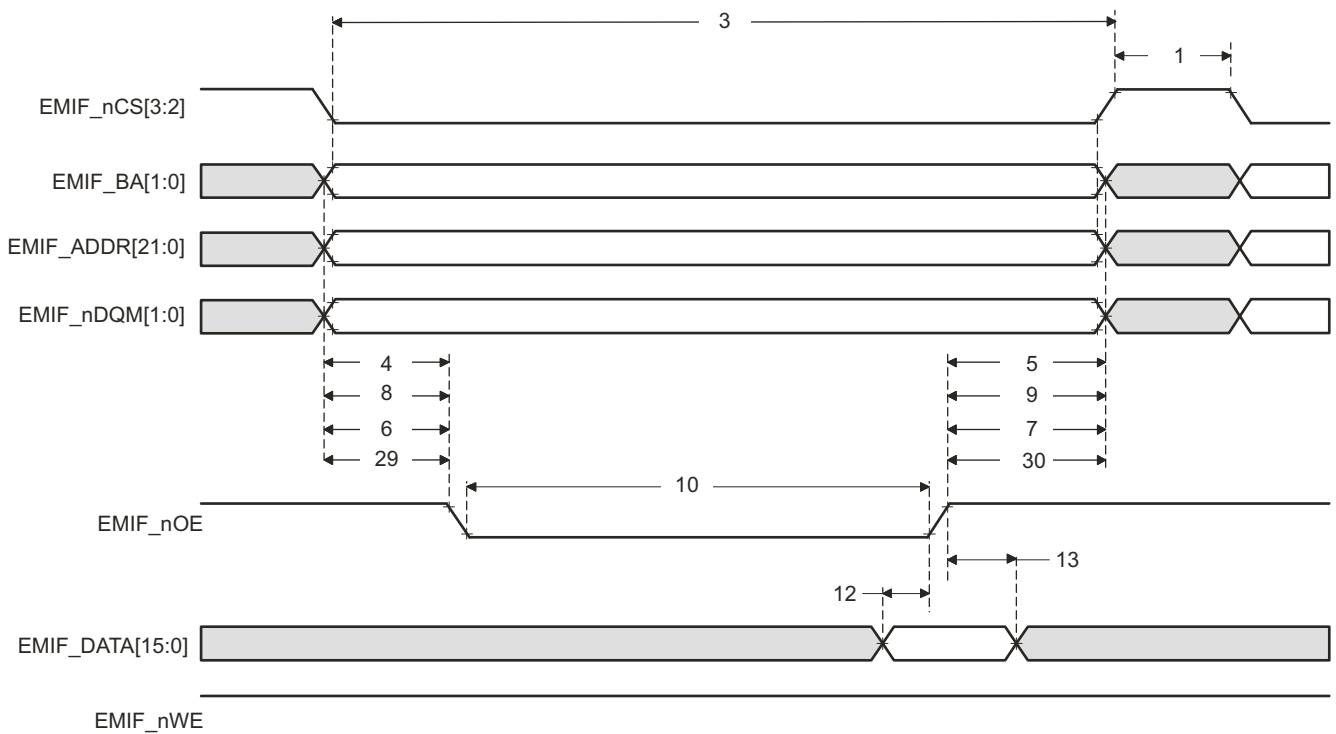 3
1
EMIF_nCS[3:2]
EMIF_BA[1:0]
EMIF_ADDR[21:0]
EMIF_nDQM[1:0]
4 5
8 9
6 7
29 30
10
EMIF_nOE
13
12
EMIF_DATA[15:0]
EMIF_nWE